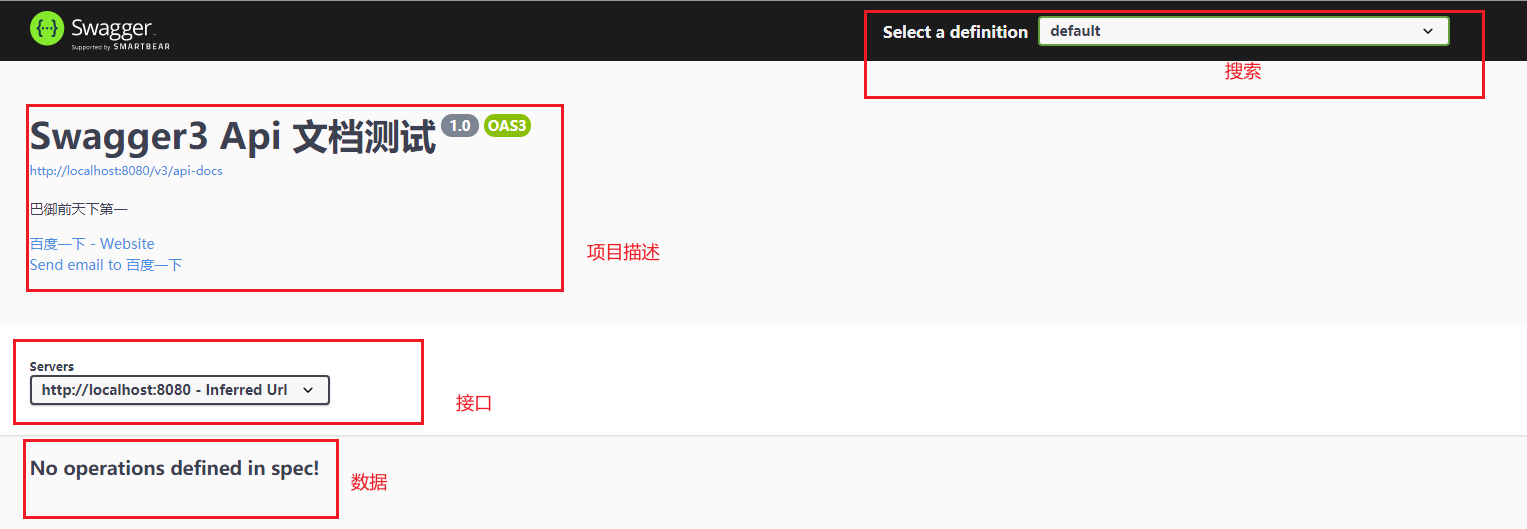 Swagger
Supported by SMARTBEAR
Select a definition
default
搜索
Swagger3 Api 文档测试 1.0 OAS3
http://localhost:8080/v3/api-docs
巴御前天下第一
百度一下 - Website
Send email to 百度一下
项目描述
Servers
http://localhost:8080 - Inferred Url
接口
No operations defined in spec!
数据